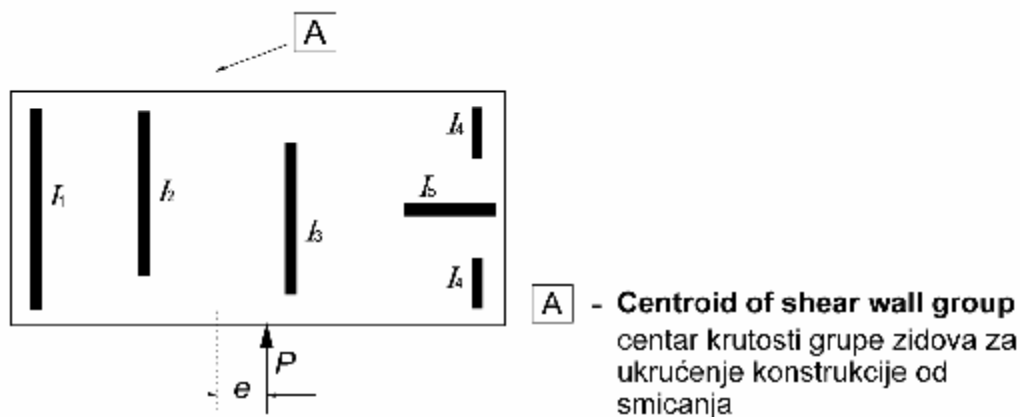 A
I4
I5
I1
I2
I3
I4
A - Centroid of shear wall group
centar krutosti grupe zidova za
ukrućenje konstrukcije od
smicanja
P
e